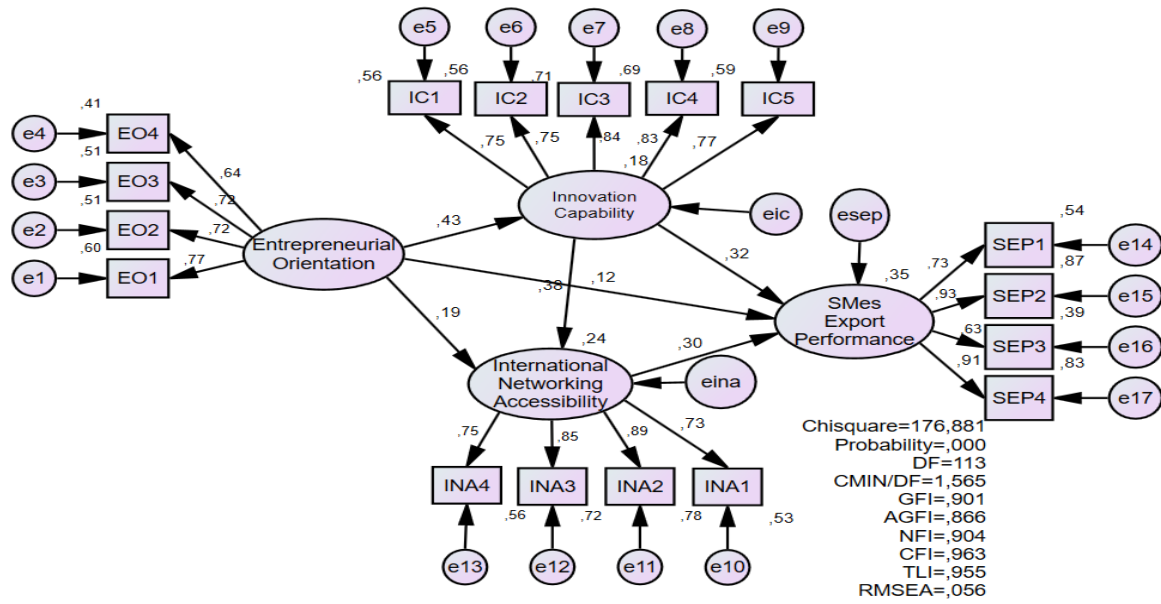 e5
e6
e7
e8
e9
,56
,56
,71
,69
,59
IC1
IC2
IC3
IC4
IC5
,75
,75
,84
,83
,77
,18
,41
e4
EO4
,51
e3
EO3
,51
e2
EO2
,60
e1
EO1
,64
,72
,72
,77
Entrepreneurial
Orientation
Innovation
Capability
eic
esep
,43
,32
,38
,12
,19
,35
SMes
Export
Performance
,54
SEP1
e14
,87
SEP2
e15
,39
SEP3
e16
,83
SEP4
e17
,73
,93
,63
,91
,24
,30
International
Networking
Accessibility
eina
,75
,85
,89
,73
INA4
INA3
INA2
INA1
,56
,72
,78
,53
e13
e12
e11
e10
Chisquare=176,881
Probability=,000
DF=113
CMIN/DF=1,565
GFI=,901
AGFI=,866
NFI=,904
CFI=,963
TLI=,955
RMSEA=,056